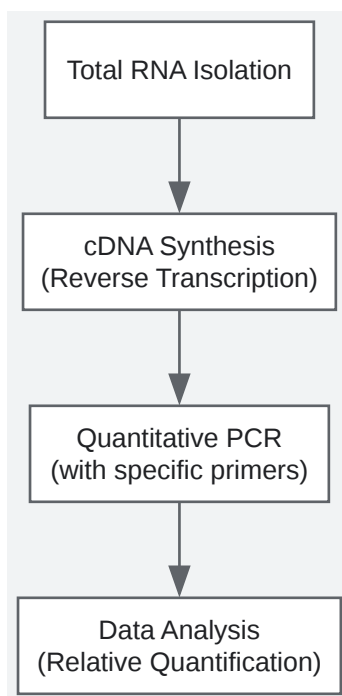 Total RNA Isolation
cDNA Synthesis
(Reverse Transcription)
Quantitative PCR
(with specific primers)
Data Analysis
(Relative Quantification)